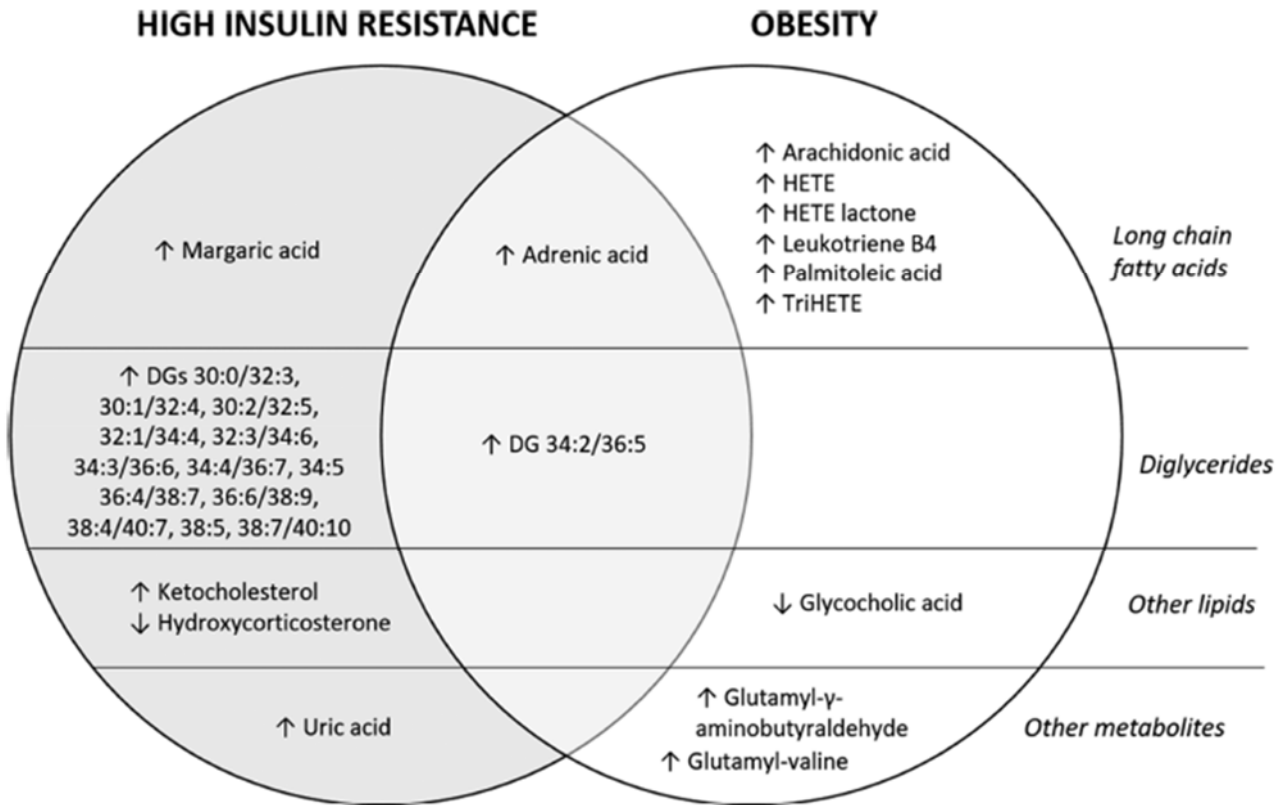 HIGH INSULIN RESISTANCE
OBESITY
↑ Margaric acid
↑ Adrenic acid
↑ Arachidonic acid
↑ HETE
↑ HETE lactone
↑ Leukotriene B4
↑ Palmitoleic acid
↑ TriHETE
Long chain
fatty acids
↑ DGs 30:0/32:3,
30:1/32:4, 30:2/32:5,
32:1/34:4, 32:3/34:6,
34:3/36:6, 34:4/36:7, 34:5
36:4/38:7, 36:6/38:9,
38:4/40:7, 38:5, 38:7/40:10
↑ DG 34:2/36:5
Diglycerides
↑ Ketocholesterol
↓ Hydroxycorticosterone
↓ Glycocholic acid
Other lipids
↑ Uric acid
↑ Glutamyl-γ-
aminobutyraldehyde
↑ Glutamyl-valine
Other metabolites